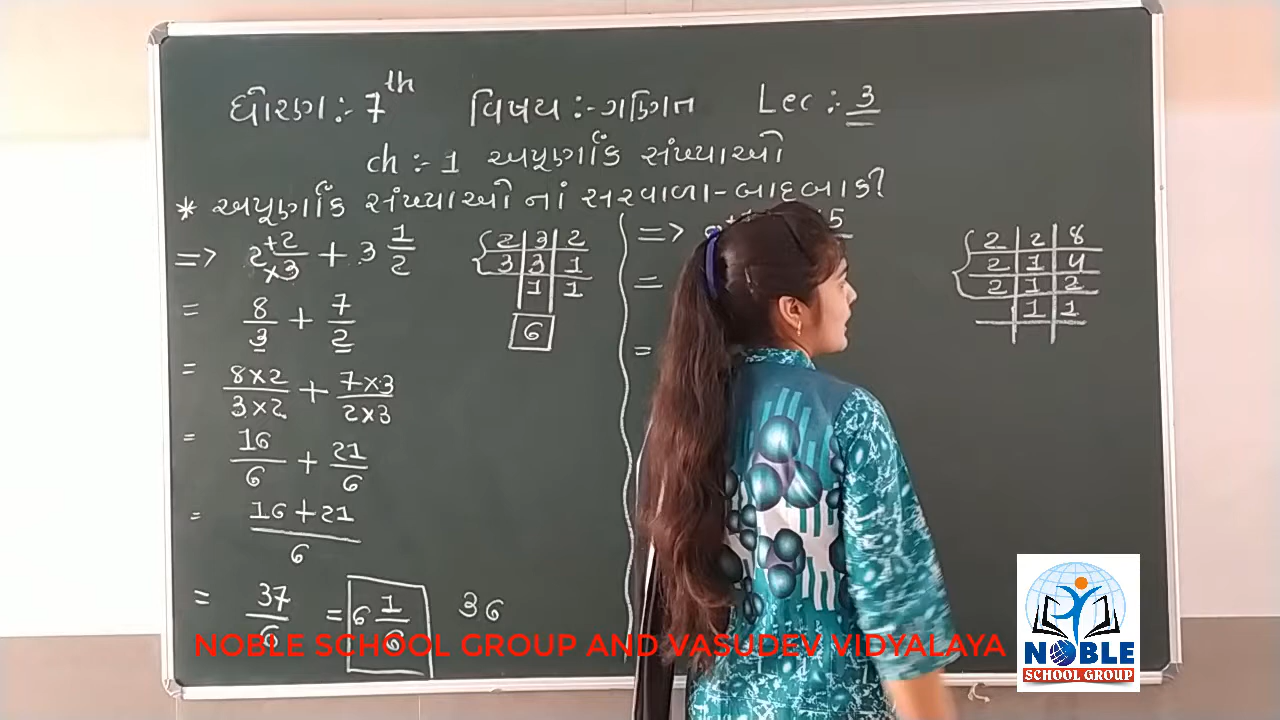 ધોરણ :- 7th વિષય :- ગણિત Lec :- 3
ch :- 1 અપૂર્ણાંક સંખ્યાઓ
* અપૂર્ણાંક સંખ્યાઓ નાં સરવાળા - બાદબાકી
=> 2 +2/×3 + 3 1/2
= 8/3 + 7/2
= 8×2/3×2 + 7×3/2×3
= 16/6 + 21/6
= 16+21/6
= 37/6 = 6 1/6 36
2 3 2
3 3 1
1 1
6
=> 5
=
=
2 2 8
2 1 4
2 1 2
1 1
NOBLE SCHOOL GROUP AND VASUDEV VIDYALAYA
NOBLE
SCHOOL GROUP